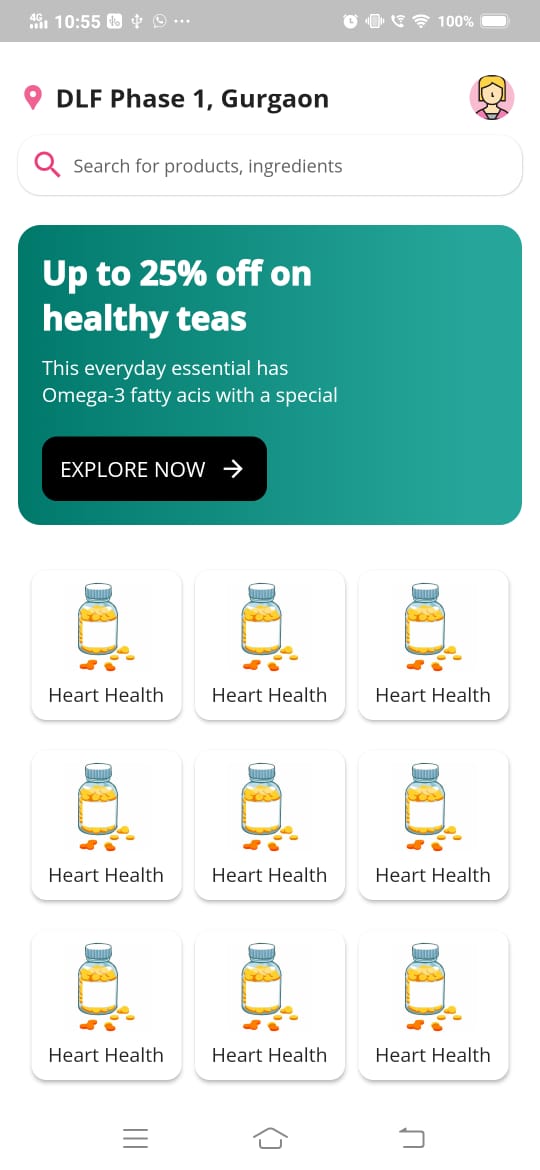 4G 10:55 100%
DLF Phase 1, Gurgaon
Search for products, ingredients
Up to 25% off on
healthy teas
This everyday essential has
Omega-3 fatty acis with a special
EXPLORE NOW
Heart Health Heart Health Heart Health
Heart Health Heart Health Heart Health
Heart Health Heart Health Heart Health